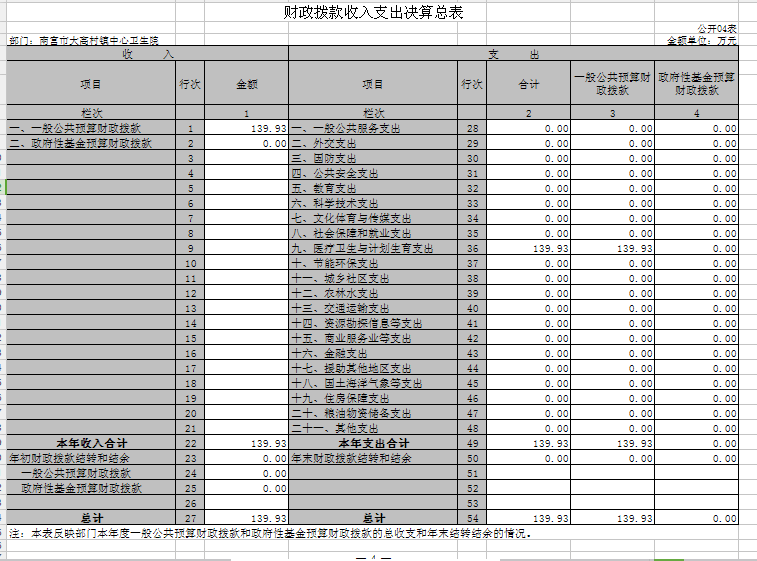 财政拨款收入支出决算总表
公开04表
部门：南宫市大高村镇中心卫生院 金额单位：万元
收 入 支 出
项目 行次 金额 项目 行次 合计 一般公共预算财政拨款 政府性基金预算财政拨款
栏次 1 栏次 2 3 4
一、一般公共预算财政拨款 1 139.93 一、一般公共服务支出 28 0.00 0.00 0.00
二、政府性基金预算财政拨款 2 0.00 二、外交支出 29 0.00 0.00 0.00
3 三、国防支出 30 0.00 0.00 0.00
4 四、公共安全支出 31 0.00 0.00 0.00
5 五、教育支出 32 0.00 0.00 0.00
6 六、科学技术支出 33 0.00 0.00 0.00
7 七、文化体育与传媒支出 34 0.00 0.00 0.00
8 八、社会保障和就业支出 35 0.00 0.00 0.00
9 九、医疗卫生与计划生育支出 36 139.93 139.93 0.00
10 十、节能环保支出 37 0.00 0.00 0.00
11 十一、城乡社区支出 38 0.00 0.00 0.00
12 十二、农林水支出 39 0.00 0.00 0.00
13 十三、交通运输支出 40 0.00 0.00 0.00
14 十四、资源勘探信息等支出 41 0.00 0.00 0.00
15 十五、商业服务业等支出 42 0.00 0.00 0.00
16 十六、金融支出 43 0.00 0.00 0.00
17 十七、援助其他地区支出 44 0.00 0.00 0.00
18 十八、国土海洋气象等支出 45 0.00 0.00 0.00
19 十九、住房保障支出 46 0.00 0.00 0.00
20 二十、粮油物资储备支出 47 0.00 0.00 0.00
21 二十一、其他支出 48 0.00 0.00 0.00
本年收入合计 22 139.93 本年支出合计 49 139.93 139.93 0.00
年初财政拨款结转和结余 23 0.00 年末财政拨款结转和结余 50 0.00 0.00 0.00
一般公共预算财政拨款 24 0.00 51
政府性基金预算财政拨款 25 0.00 52
26 53
总计 27 139.93 总计 54 139.93 139.93 0.00
注：本表反映部门本年度一般公共预算财政拨款和政府性基金预算财政拨款的总收支和年末结转结余的情况。
— 4 —